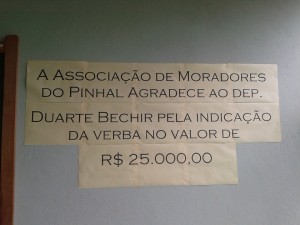 A Associação de Moradores
do Pinhal Agradece ao dep.
Duarte Bechir pela indicação
da verba no valor de
R$ 25.000,00